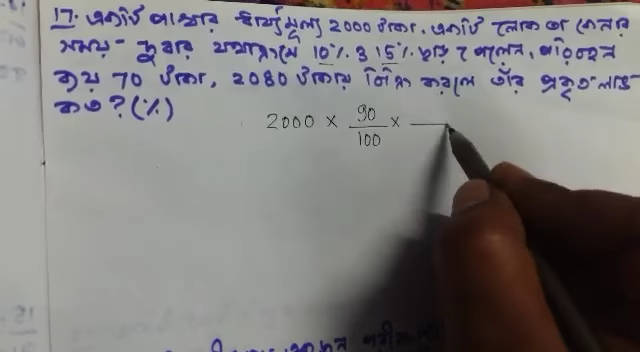 17. একটি পাখার ধার্য্যমূল্য 2000 টাকা, একটি লোক তা কেনার
সময় দুবার যথাক্রমে 10% ও 15% ছাড় পেলেন, পরিবহন
ব্যয় 70 টাকা, 2080 টাকায় বিক্রি করলে তাঁর প্রকৃত লাভ
কত? (%)
2000 × 90/100 ×